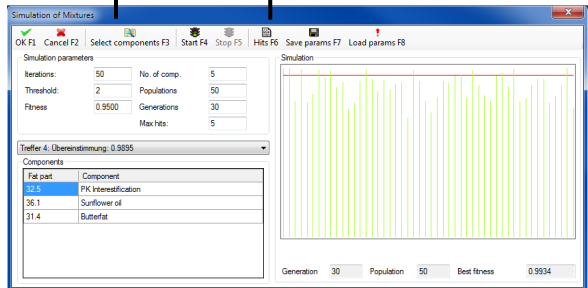 Simulation of Mixtures
OK F1 Cancel F2 Select components F3 Start F4 Stop F5 Hits F6 Save params F7 Load params F8
Simulation parameters
Iterations: 50 No. of comp. 5
Threshold: 2 Populations 50
Fitness 0.9500 Generations 30
Max hits: 5
Treffer 4: Übereinstimmung: 0.9895
Components
Fat part Component
32.5 PK Interestification
36.1 Sunflower oil
31.4 Butterfat
Simulation
Generation 30 Population 50 Best fitness 0.9934